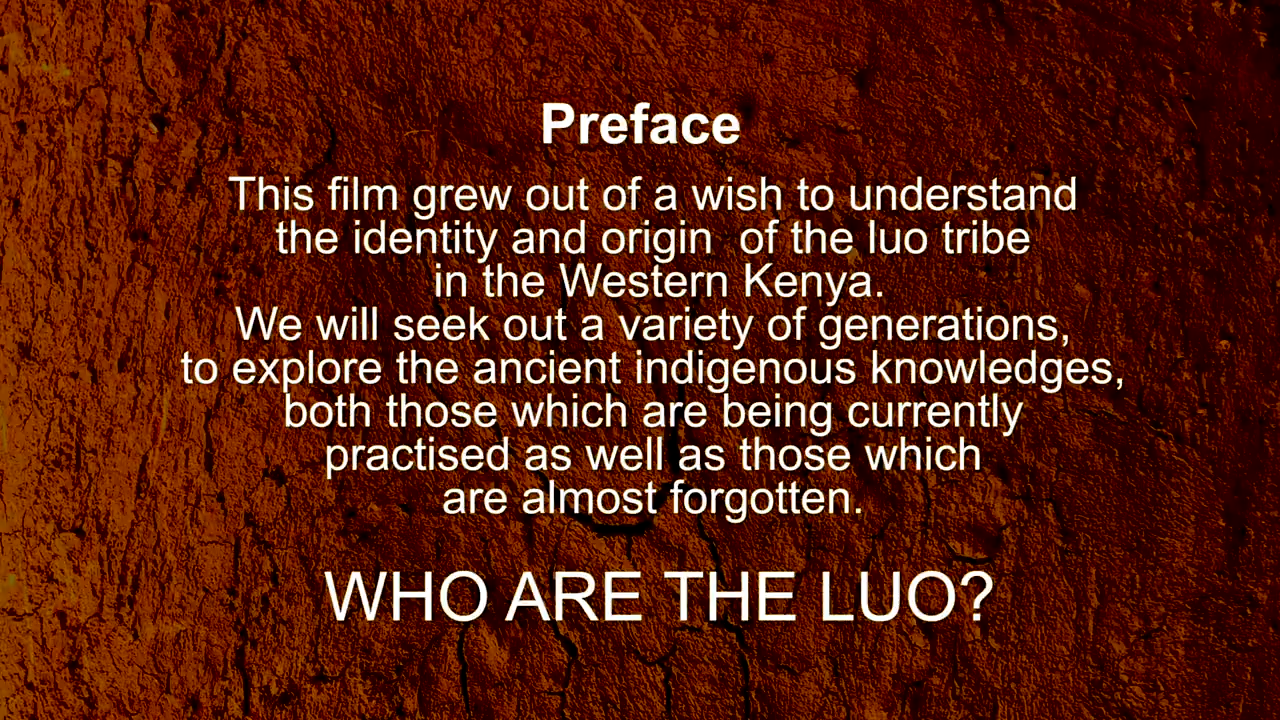 Preface
This film grew out of a wish to understand
the identity and origin  of the luo tribe
in the Western Kenya.
We will seek out a variety of generations,
to explore the ancient indigenous knowledges,
both those which are being currently
practised as well as those which
are almost forgotten.
WHO ARE THE LUO?